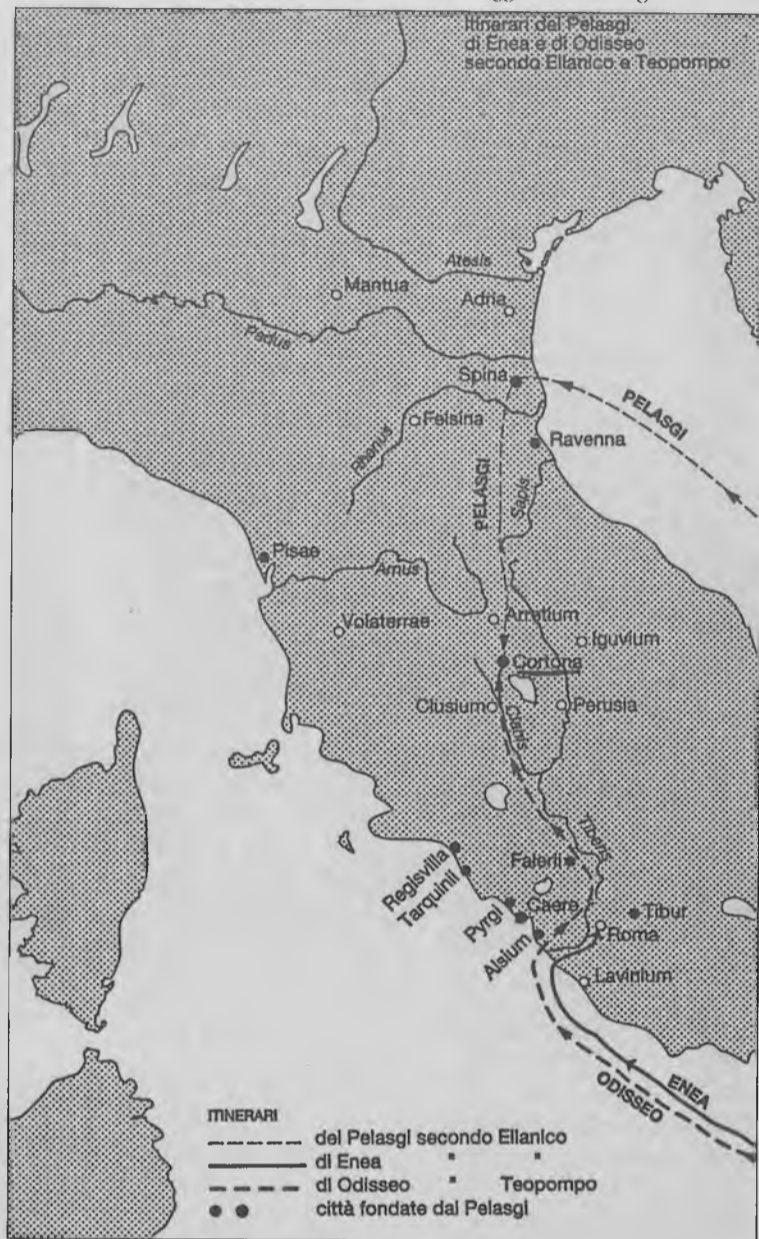 Itinerari dei Pelasgi,
di Enea e di Odisseo
secondo Ellanico e Teopompo
Atesis
Mantua
Adria
Padus
Spina
PELASGI
Felsina
Rhenus
Ravenna
PELASGI
Sapis
Pisae
Arnus
Volaterrae
Arretium
Iguvium
Cortona
Clusium
Clanis
Perusia
Tiberis
Falerii
Regisvilla
Tarquinii
Pyrgi
Caere
Tibur
Alsium
Roma
Lavinium
ENEA
ODISSEO
ITINERARI
dei Pelasgi secondo Ellanico
di Enea " "
di Odisseo " Teopompo
città fondate dai Pelasgi